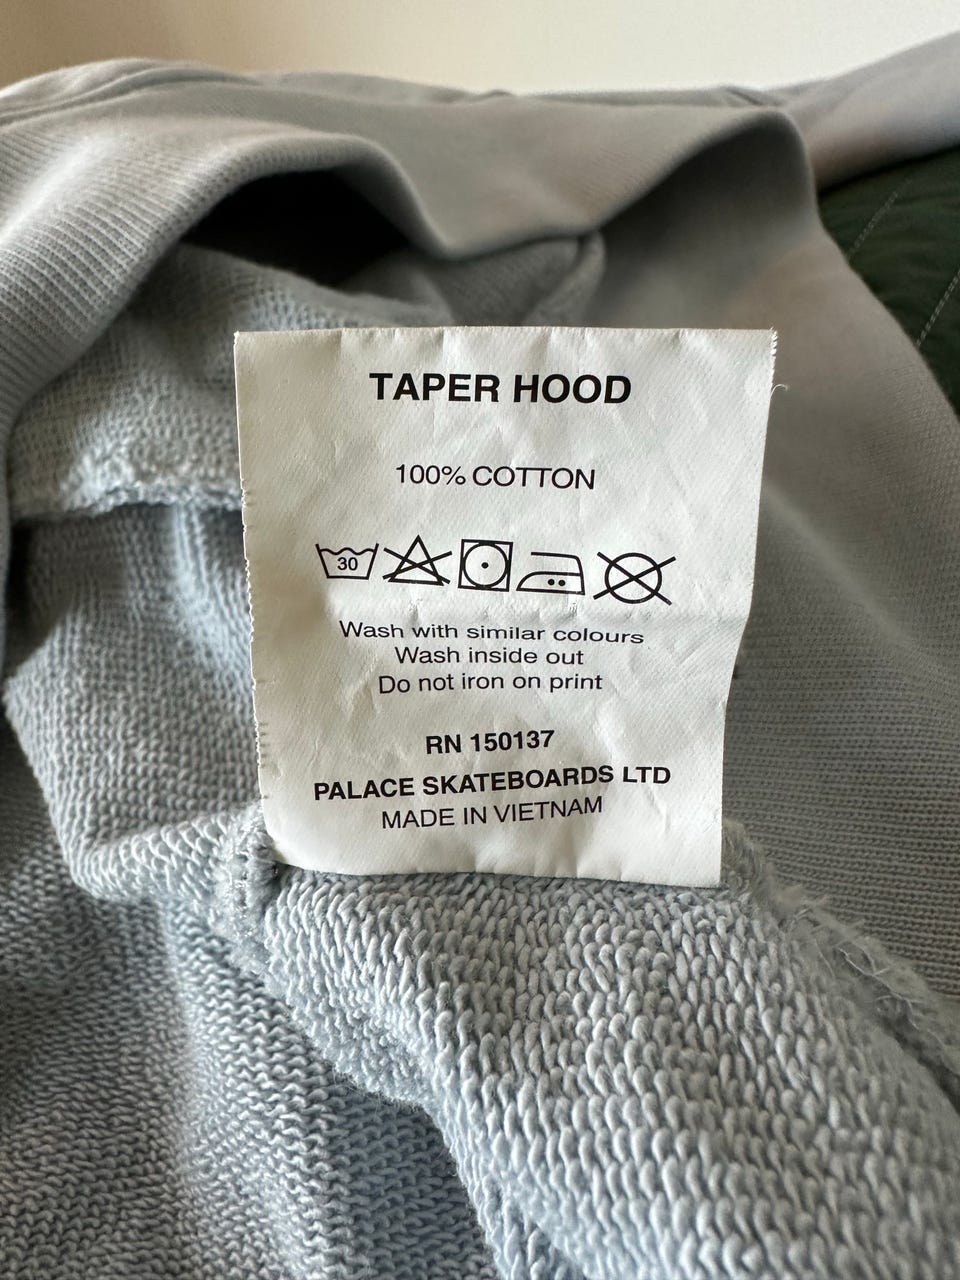 TAPER HOOD
100% COTTON
30
Wash with similar colours
Wash inside out
Do not iron on print
RN 150137
PALACE SKATEBOARDS LTD
MADE IN VIETNAM